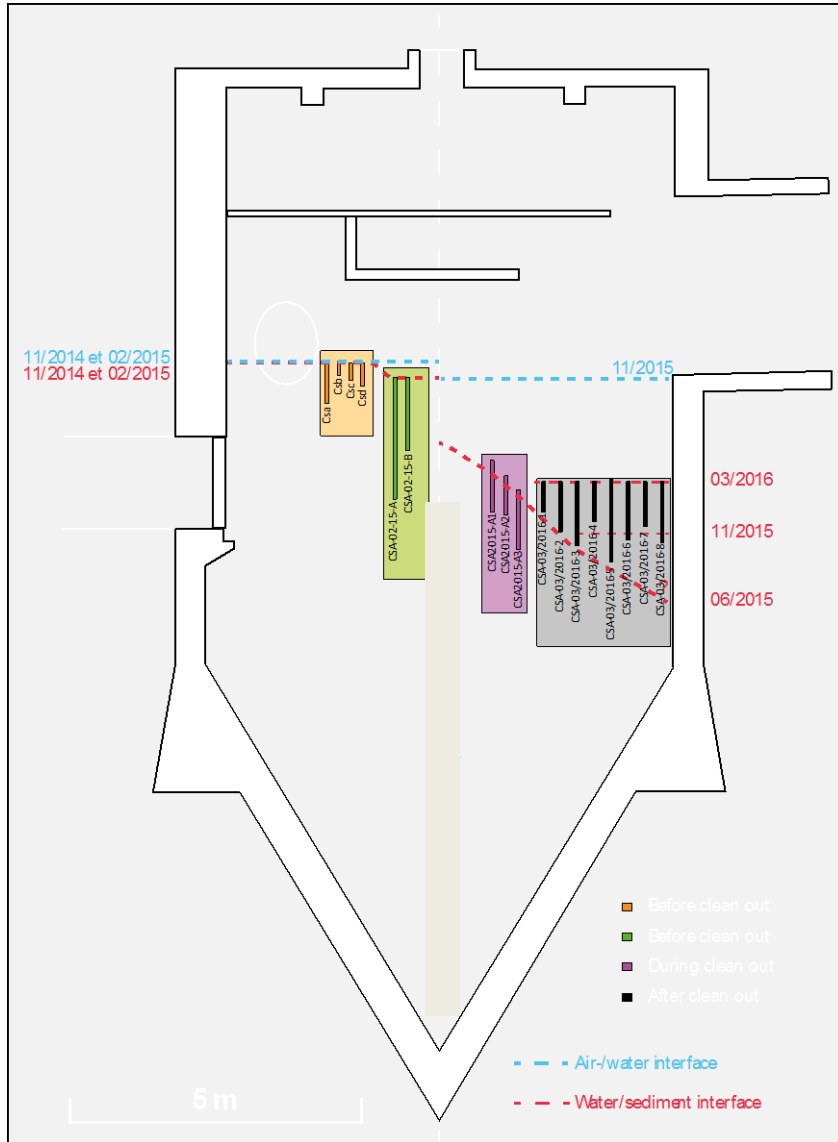 11/2014 et 02/2015
11/2014 et 02/2015
11/2015
Csa
Csb
Csc
Csd
CSA-02-15-A
CSA-02-15-B
CSA2015-A1
CSA2015-A2
CSA2015-A3
CSA-03/2016-1
CSA-03/2016-2
CSA-03/2016-3
CSA-03/2016-4
CSA-03/2016-5
CSA-03/2016-6
CSA-03/2016-7
CSA-03/2016-8
03/2016
11/2015
06/2015
Before clean out
Before clean out
During clean out
After clean out
Air-/water interface
Water/sediment interface
5 m